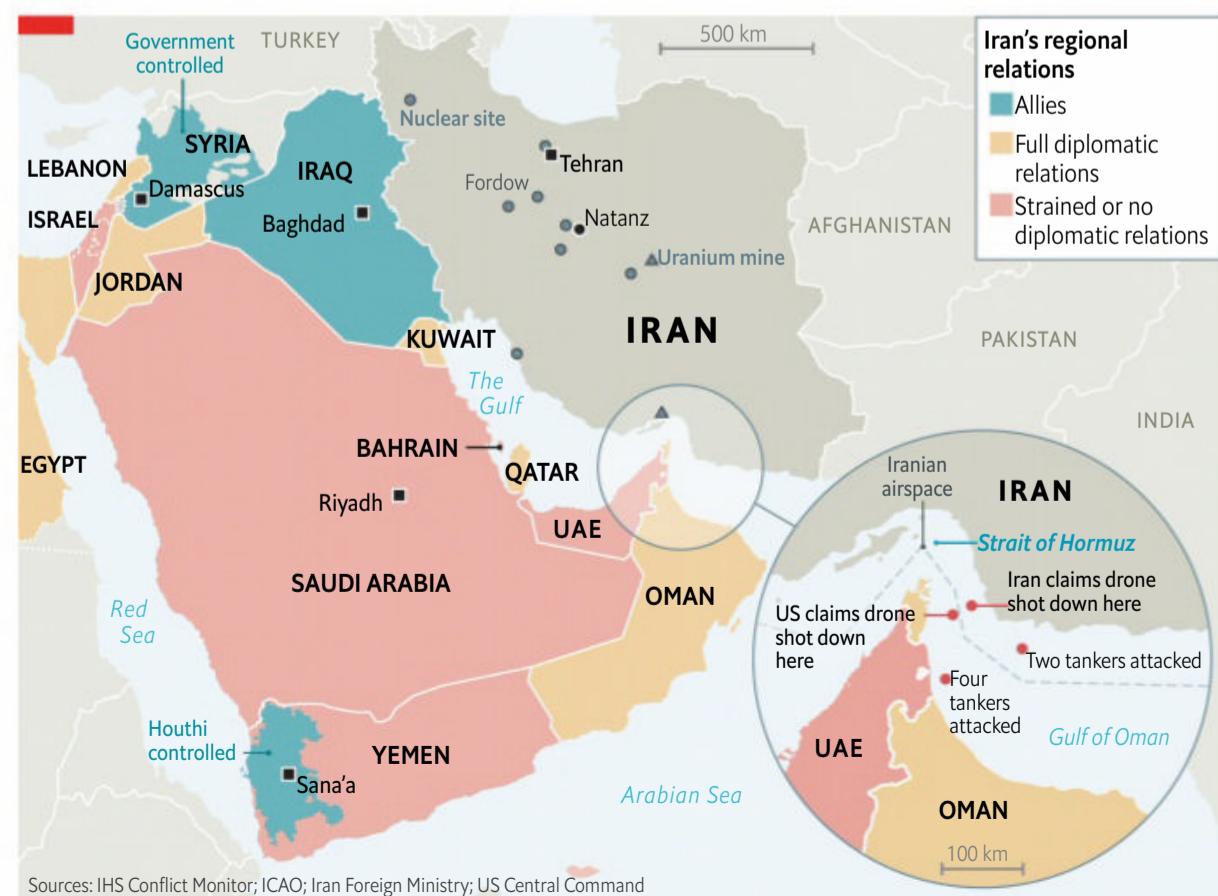 500 km
Iran's regional
relations
Allies
Full diplomatic
relations
Strained or no
diplomatic relations
Government
controlled
TURKEY
SYRIA
LEBANON
Damascus
ISRAEL
JORDAN
IRAQ
Baghdad
Nuclear site
Tehran
Fordow
Natanz
Uranium mine
IRAN
AFGHANISTAN
PAKISTAN
INDIA
KUWAIT
The
Gulf
BAHRAIN
QATAR
EGYPT
Riyadh
UAE
SAUDI ARABIA
OMAN
Red
Sea
Houthi
controlled
YEMEN
Sana'a
Arabian Sea
Iranian
airspace
IRAN
Strait of Hormuz
Iran claims drone
shot down here
US claims drone
shot down
here
Two tankers attacked
Four
tankers
attacked
Gulf of Oman
UAE
OMAN
100 km
Sources: IHS Conflict Monitor; ICAO; Iran Foreign Ministry; US Central Command